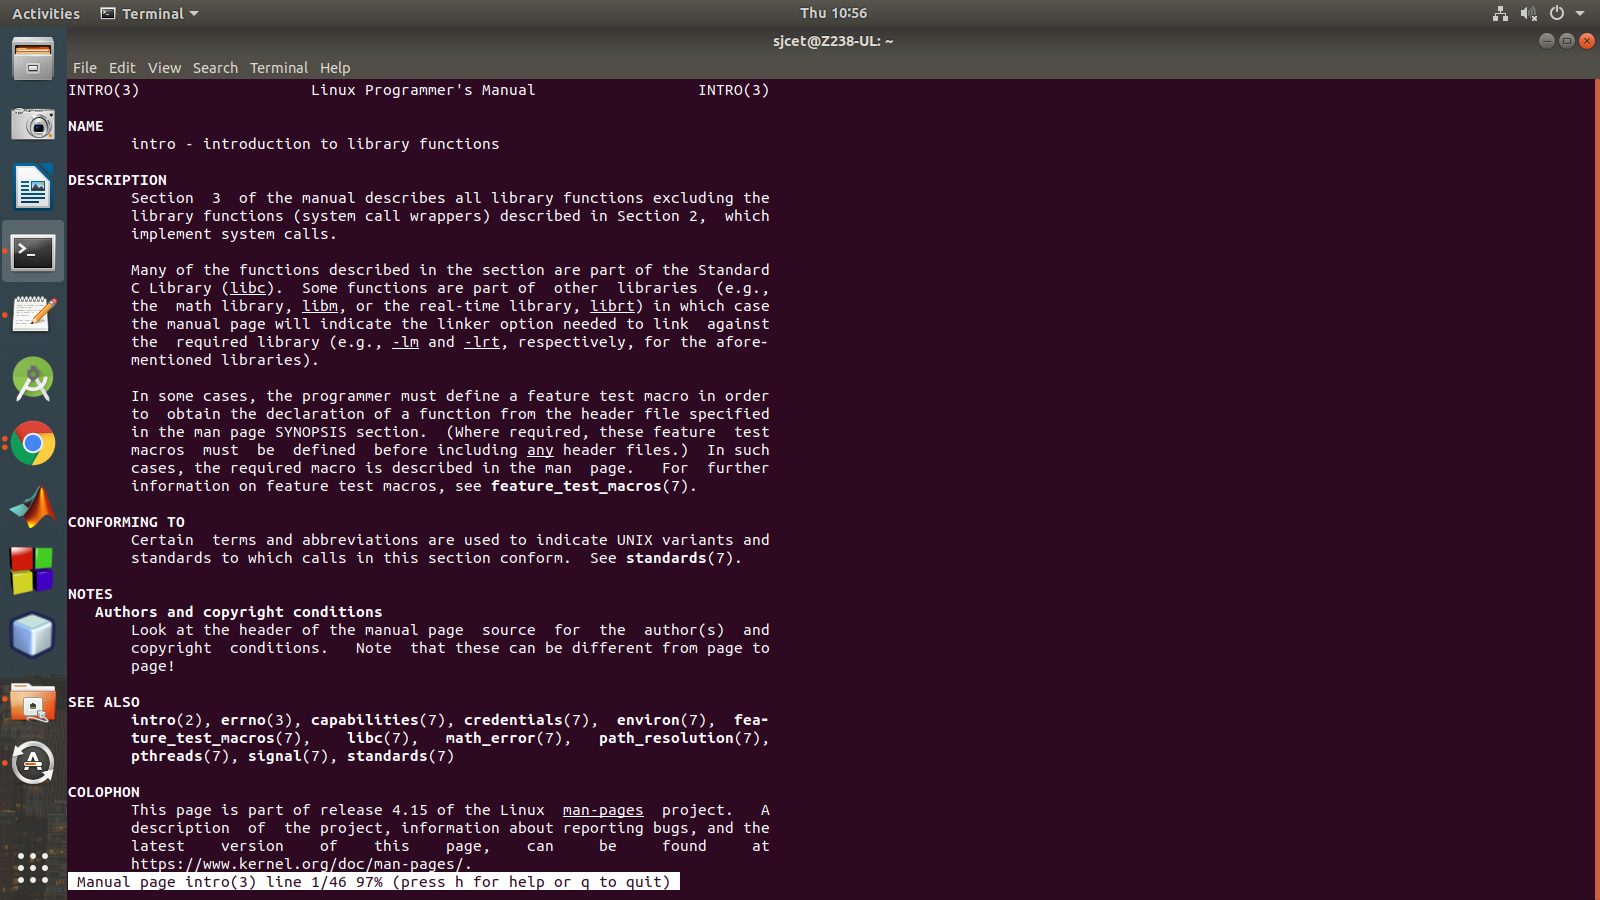 Activities Terminal Thu 10:56
sjcet@Z238-UL: ~
File Edit View Search Terminal Help
INTRO(3) Linux Programmer's Manual INTRO(3)
NAME
intro - introduction to library functions
DESCRIPTION
Section 3 of the manual describes all library functions excluding the
library functions (system call wrappers) described in Section 2, which
implement system calls.
Many of the functions described in the section are part of the Standard
C Library (libc). Some functions are part of other libraries (e.g.,
the math library, libm, or the real-time library, librt) in which case
the manual page will indicate the linker option needed to link against
the required library (e.g., -lm and -lrt, respectively, for the afore-
mentioned libraries).
In some cases, the programmer must define a feature test macro in order
to obtain the declaration of a function from the header file specified
in the man page SYNOPSIS section. (Where required, these feature test
macros must be defined before including any header files.) In such
cases, the required macro is described in the man page. For further
information on feature test macros, see feature_test_macros(7).
CONFORMING TO
Certain terms and abbreviations are used to indicate UNIX variants and
standards to which calls in this section conform. See standards(7).
NOTES
Authors and copyright conditions
Look at the header of the manual page source for the author(s) and
copyright conditions. Note that these can be different from page to
page!
SEE ALSO
intro(2), errno(3), capabilities(7), credentials(7), environ(7), fea-
ture_test_macros(7), libc(7), math_error(7), path_resolution(7),
pthreads(7), signal(7), standards(7)
COLOPHON
This page is part of release 4.15 of the Linux man-pages project. A
description of the project, information about reporting bugs, and the
latest version of this page, can be found at
https://www.kernel.org/doc/man-pages/.
Manual page intro(3) line 1/46 97% (press h for help or q to quit)